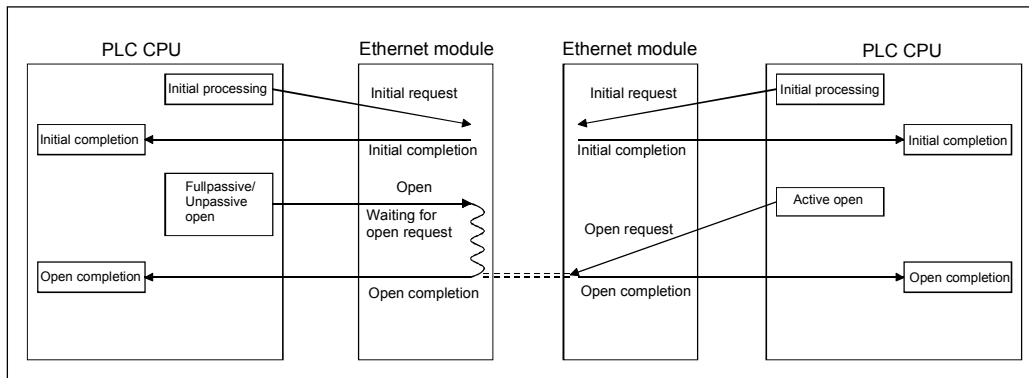 PLC CPU
Ethernet module
Ethernet module
PLC CPU
Initial processing
Initial request
Initial request
Initial processing
Initial completion
Initial completion
Initial completion
Initial completion
Fullpassive/
Unpassive
open
Open
Waiting for
open request
Open request
Active open
Open completion
Open completion
Open completion
Open completion